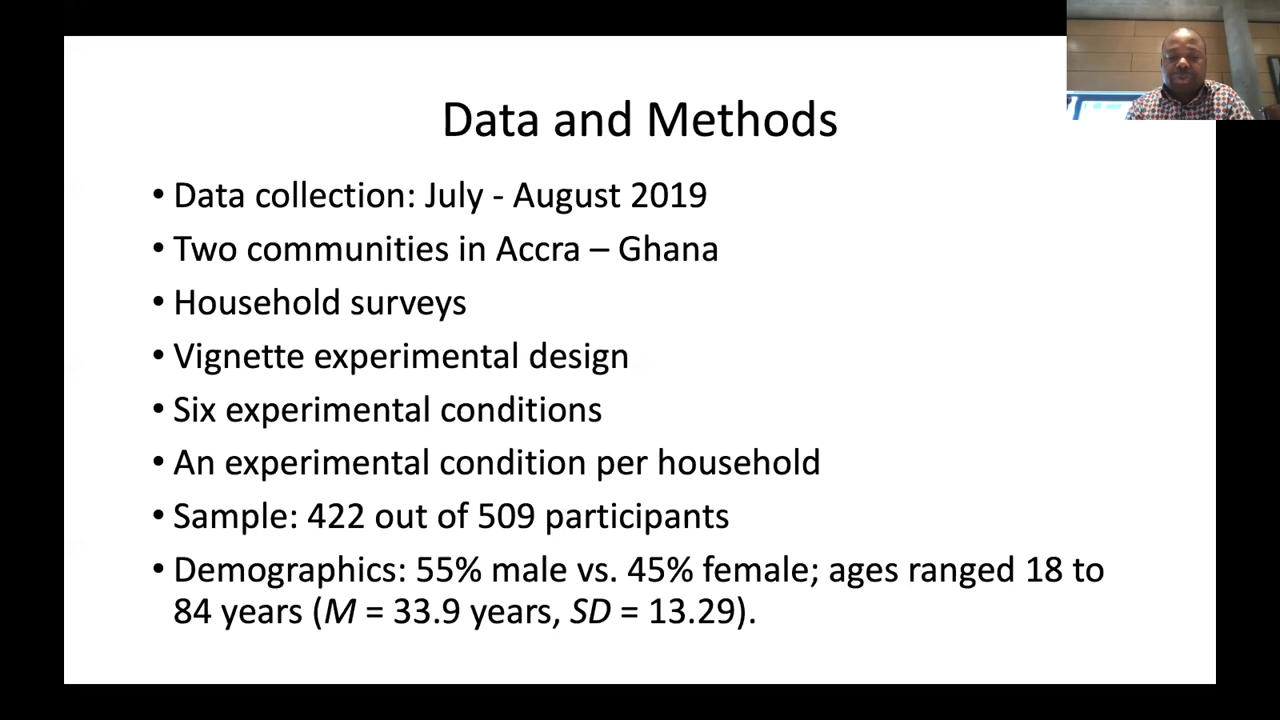 Data and Methods
• Data collection: July - August 2019
• Two communities in Accra – Ghana
• Household surveys
• Vignette experimental design
• Six experimental conditions
• An experimental condition per household
• Sample: 422 out of 509 participants
• Demographics: 55% male vs. 45% female; ages ranged 18 to
84 years (M = 33.9 years, SD = 13.29).